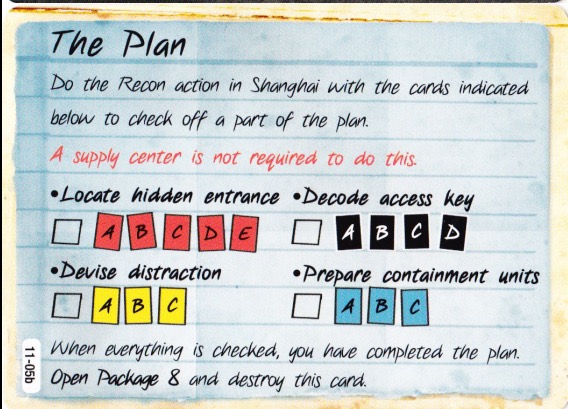 The Plan
Do the Recon action in Shanghai with the cards indicated
below to check off a part of the plan.
A supply center is not required to do this.
•Locate hidden entrance •Decode access key
A B C D E A B C D
•Devise distraction •Prepare containment units
A B C A B C
When everything is checked, you have completed the plan.
Open Package 8 and destroy this card.
11-05b